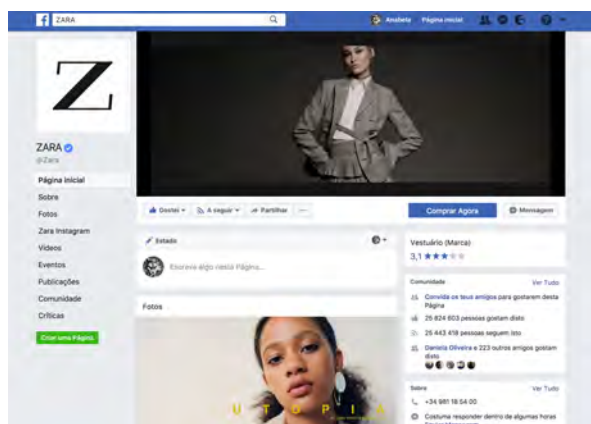 ZARA
Anabela
Página inicial
Z
ZARA
@Zara
Página inicial
Sobre
Fotos
Zara Instagram
Vídeos
Eventos
Publicações
Comunidade
Críticas
Criar uma Página
Gostei
A seguir
Partilhar
Comprar Agora
Mensagem
Estado
Escreva algo nesta Página...
Fotos
UTOPIA
Vestuário (Marca)
3,1
Comunidade
Ver Tudo
Convida os teus amigos para gostarem desta
Página
25 824 603 pessoas gostam disto
25 443 418 pessoas seguem isto
Daniela Oliveira e 223 outros amigos gostam
disto
Sobre
Ver Tudo
+34 981 18 54 00
Costuma responder dentro de algumas horas